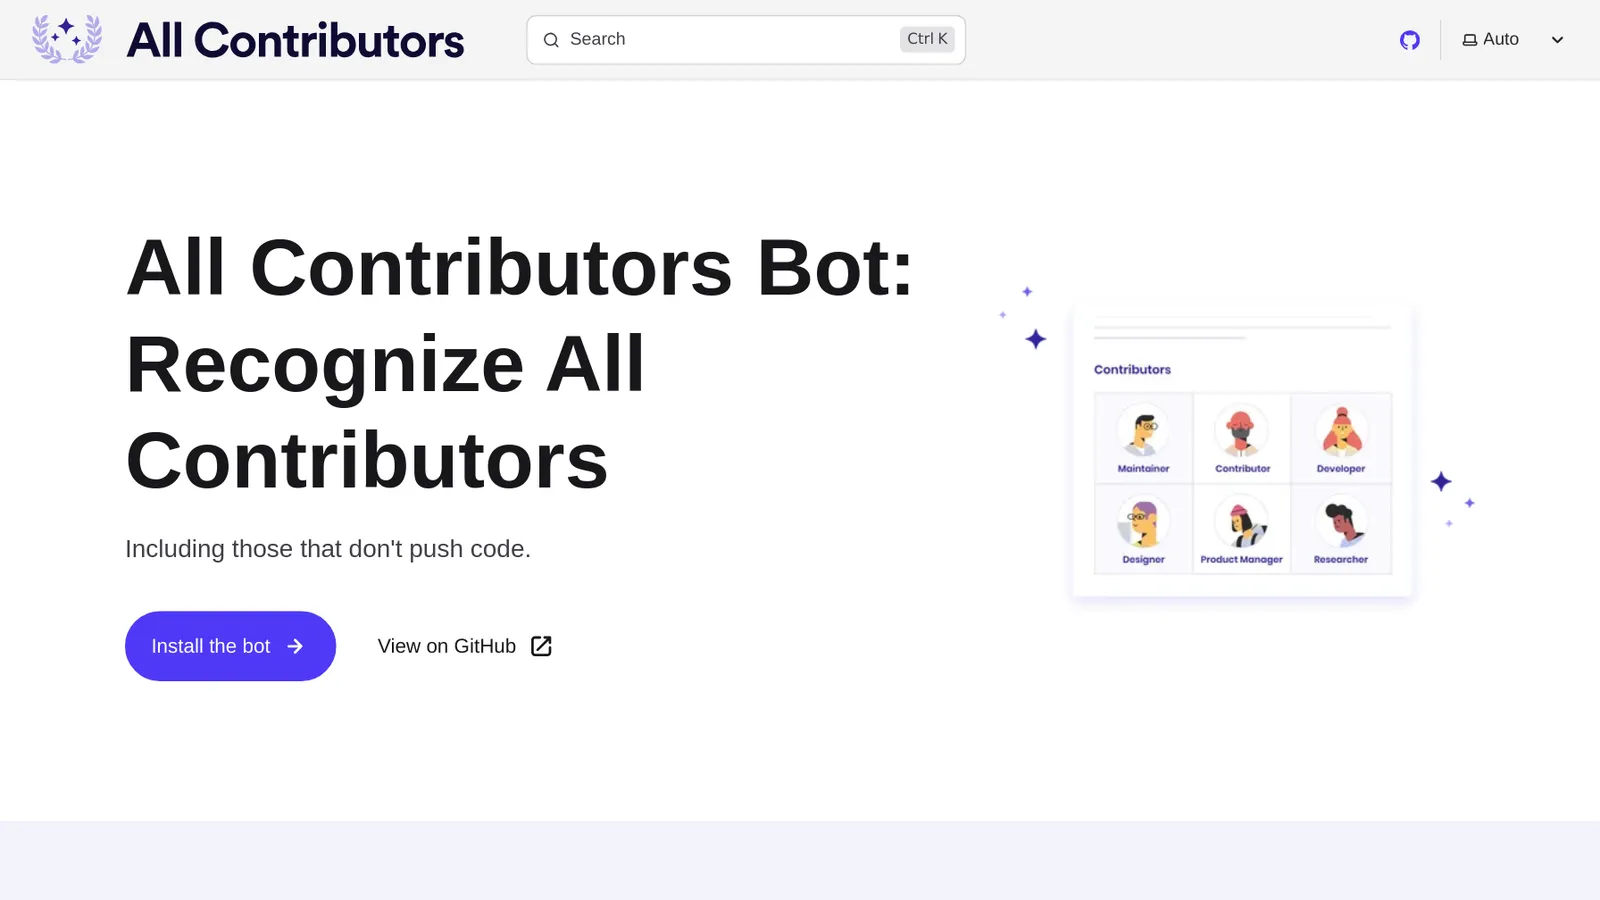 All Contributors
Search
Ctrl K
Auto
All Contributors Bot:
Recognize All
Contributors
Including those that don't push code.
Install the bot
View on GitHub
Contributors
Maintainer
Contributor
Developer
Designer
Product Manager
Researcher